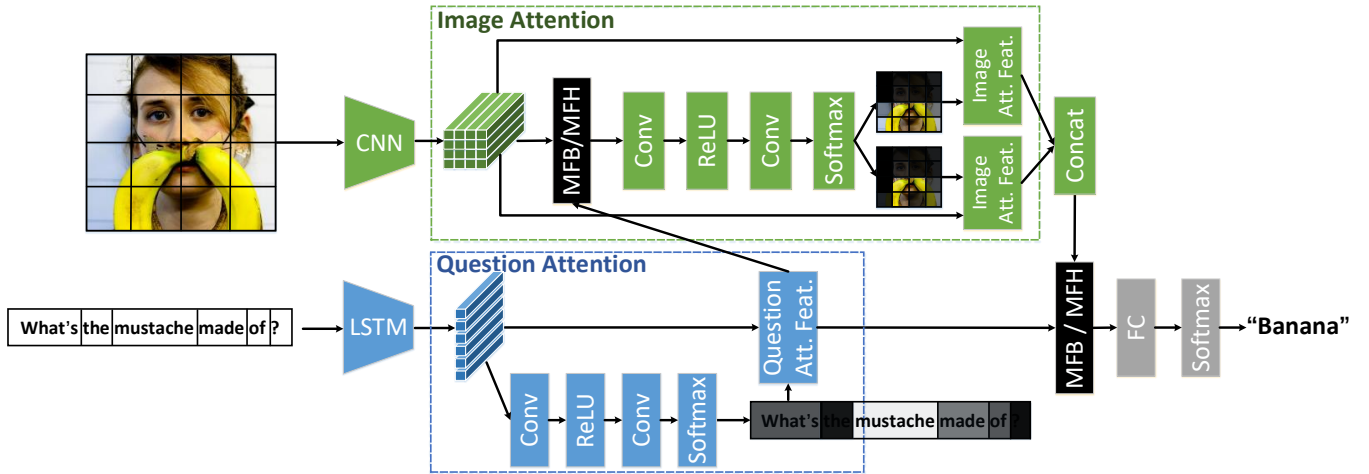 Image Attention
CNN
MFB/MFH
Conv
ReLU
Conv
Softmax
Image
Att. Feat.
Image
Att. Feat.
Concat
Question Attention
What's the mustache made of ?
LSTM
Conv
ReLU
Conv
Softmax
Question
Att. Feat.
What's the mustache made of ?
MFB / MFH
FC
Softmax
“Banana”